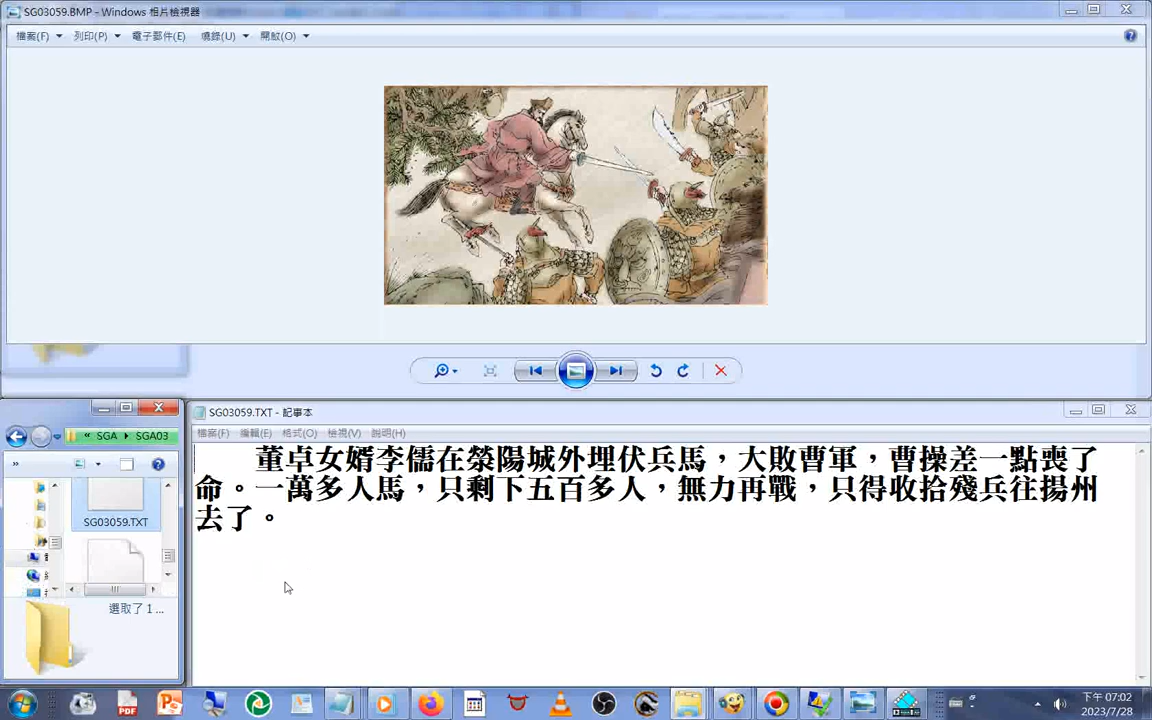 SG03059.BMP - Windows 相片檢視器
檔案(F) 列印(P) 電子郵件(E) 燒錄(U) 開啟(O)
SG03059.TXT - 記事本
檔案(F) 編輯(E) 格式(O) 檢視(V) 說明(H)
« SGA SGA03
»
董卓女婿李儒在滎陽城外埋伏兵馬，大敗曹軍，曹操差一點喪了
命。一萬多人馬，只剩下五百多人，無力再戰，只得收拾殘兵往揚州
去了。
SG03059.TXT
選取了 1 ...
PDF
下午 07:02
2023/7/28